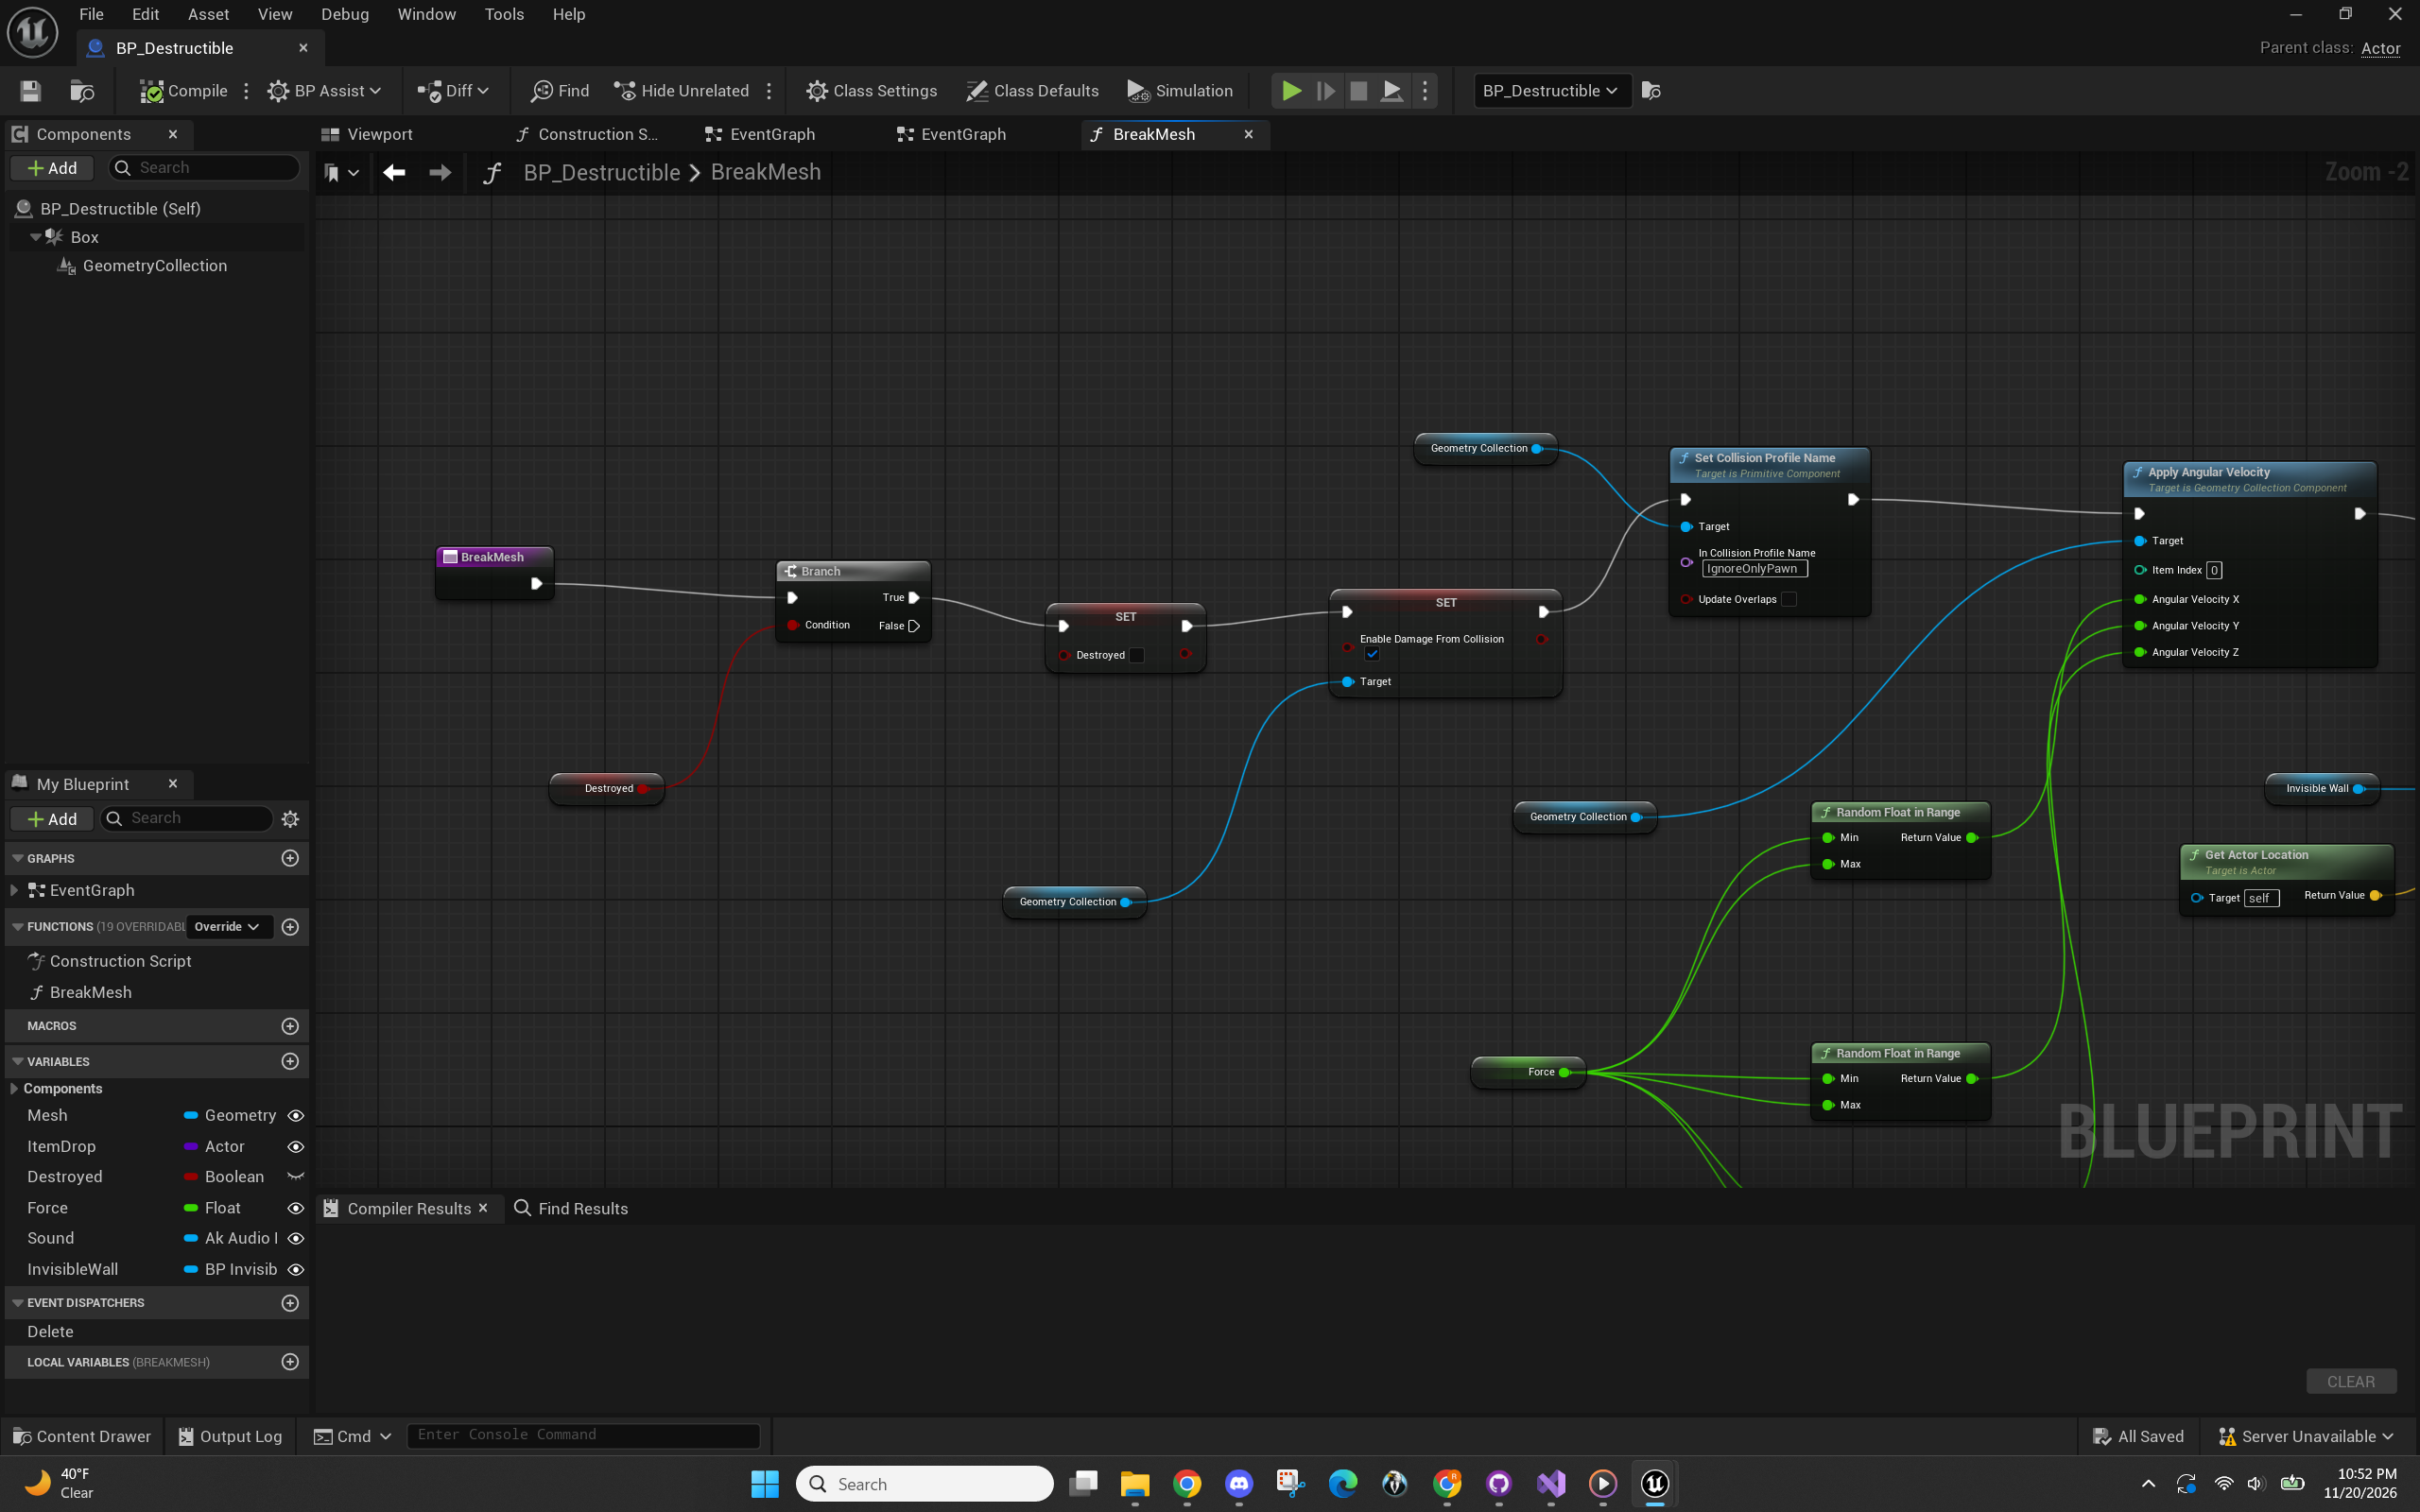 File Edit Asset View Debug Window Tools Help
BP_Destructible
Parent class: Actor
Compile BP Assist Diff Find Hide Unrelated Class Settings Class Defaults Simulation BP_Destructible
Components
Viewport Construction S... EventGraph EventGraph BreakMesh
Add Search
BP_Destructible BreakMesh
Zoom -2
BP_Destructible (Self)
Box
GeometryCollection
Geometry Collection
Set Collision Profile Name
Target is Primitive Component
Target
In Collision Profile Name
IgnoreOnlyPawn
Update Overlaps
Apply Angular Velocity
Target is Geometry Collection Component
Target
Item Index 0
Angular Velocity X
Angular Velocity Y
Angular Velocity Z
BreakMesh
Branch
True
Condition False
SET
Destroyed
SET
Enable Damage From Collision
Target
Destroyed
Geometry Collection
Geometry Collection
Random Float in Range
Min Return Value
Max
Invisible Wall
Get Actor Location
Target is Actor
Target self Return Value
Force
Random Float in Range
Min Return Value
Max
BLUEPRINT
My Blueprint
Add Search
GRAPHS
EventGraph
FUNCTIONS (19 OVERRIDABL Override
Construction Script
BreakMesh
MACROS
VARIABLES
Components
Mesh Geometry
ItemDrop Actor
Destroyed Boolean
Force Float
Sound Ak Audio
InvisibleWall BP Invisib
EVENT DISPATCHERS
Delete
LOCAL VARIABLES (BREAKMESH)
Compiler Results Find Results
CLEAR
Content Drawer Output Log Cmd Enter Console Command All Saved Server Unavailable
40°F
Clear
Search
10:52 PM
11/20/2026